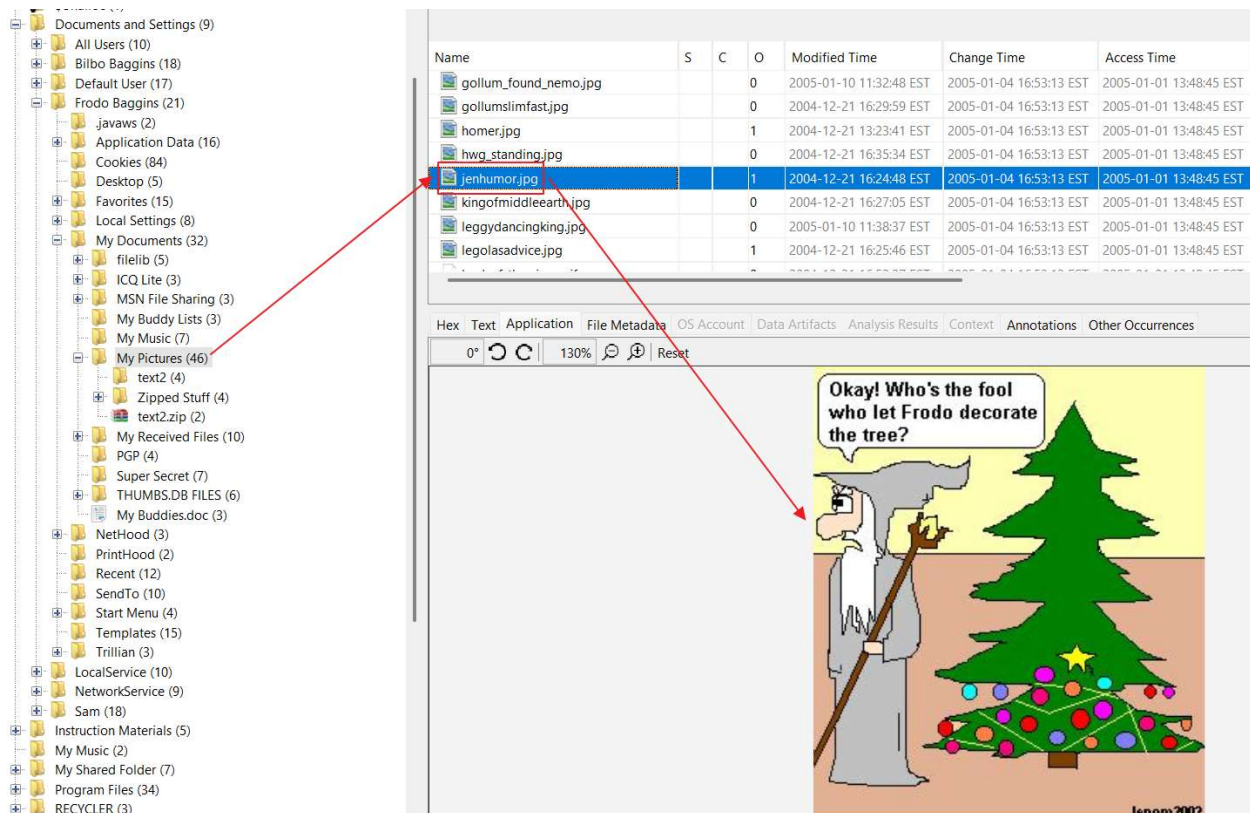 Documents and Settings (9)
All Users (10)
Bilbo Baggins (18)
Default User (17)
Frodo Baggins (21)
.javaws (2)
Application Data (16)
Cookies (84)
Desktop (5)
Favorites (15)
Local Settings (8)
My Documents (32)
filelib (5)
ICQ Lite (3)
MSN File Sharing (3)
My Buddy Lists (3)
My Music (7)
My Pictures (46)
text2 (4)
Zipped Stuff (4)
text2.zip (2)
My Received Files (10)
PGP (4)
Super Secret (7)
THUMBS.DB FILES (6)
My Buddies.doc (3)
NetHood (3)
PrintHood (2)
Recent (12)
SendTo (10)
Start Menu (4)
Templates (15)
Trillian (3)
LocalService (10)
NetworkService (9)
Sam (18)
Instruction Materials (5)
My Music (2)
My Shared Folder (7)
Program Files (34)
RECYCLER (3)
Name S C O Modified Time Change Time Access Time
gollum_found_nemo.jpg 0 2005-01-10 11:32:48 EST 2005-01-04 16:53:13 EST 2005-01-01 13:48:45 EST
gollumslimfast.jpg 0 2004-12-21 16:29:59 EST 2005-01-04 16:53:13 EST 2005-01-01 13:48:45 EST
homer.jpg 1 2004-12-21 13:23:41 EST 2005-01-04 16:53:13 EST 2005-01-01 13:48:45 EST
hwg_standing.jpg 0 2004-12-21 16:35:34 EST 2005-01-04 16:53:13 EST 2005-01-01 13:48:45 EST
jenhumor.jpg 1 2004-12-21 16:24:48 EST 2005-01-04 16:53:13 EST 2005-01-01 13:48:45 EST
kingofmiddleearth.jpg 0 2004-12-21 16:27:05 EST 2005-01-04 16:53:13 EST 2005-01-01 13:48:45 EST
leggydancingking.jpg 0 2005-01-10 11:38:37 EST 2005-01-04 16:53:13 EST 2005-01-01 13:48:45 EST
legolasadvice.jpg 1 2004-12-21 16:25:46 EST 2005-01-04 16:53:13 EST 2005-01-01 13:48:45 EST
Hex Text Application File Metadata OS Account Data Artifacts Analysis Results Context Annotations Other Occurrences
0° 130% Reset
Okay! Who's the fool
who let Frodo decorate
the tree?